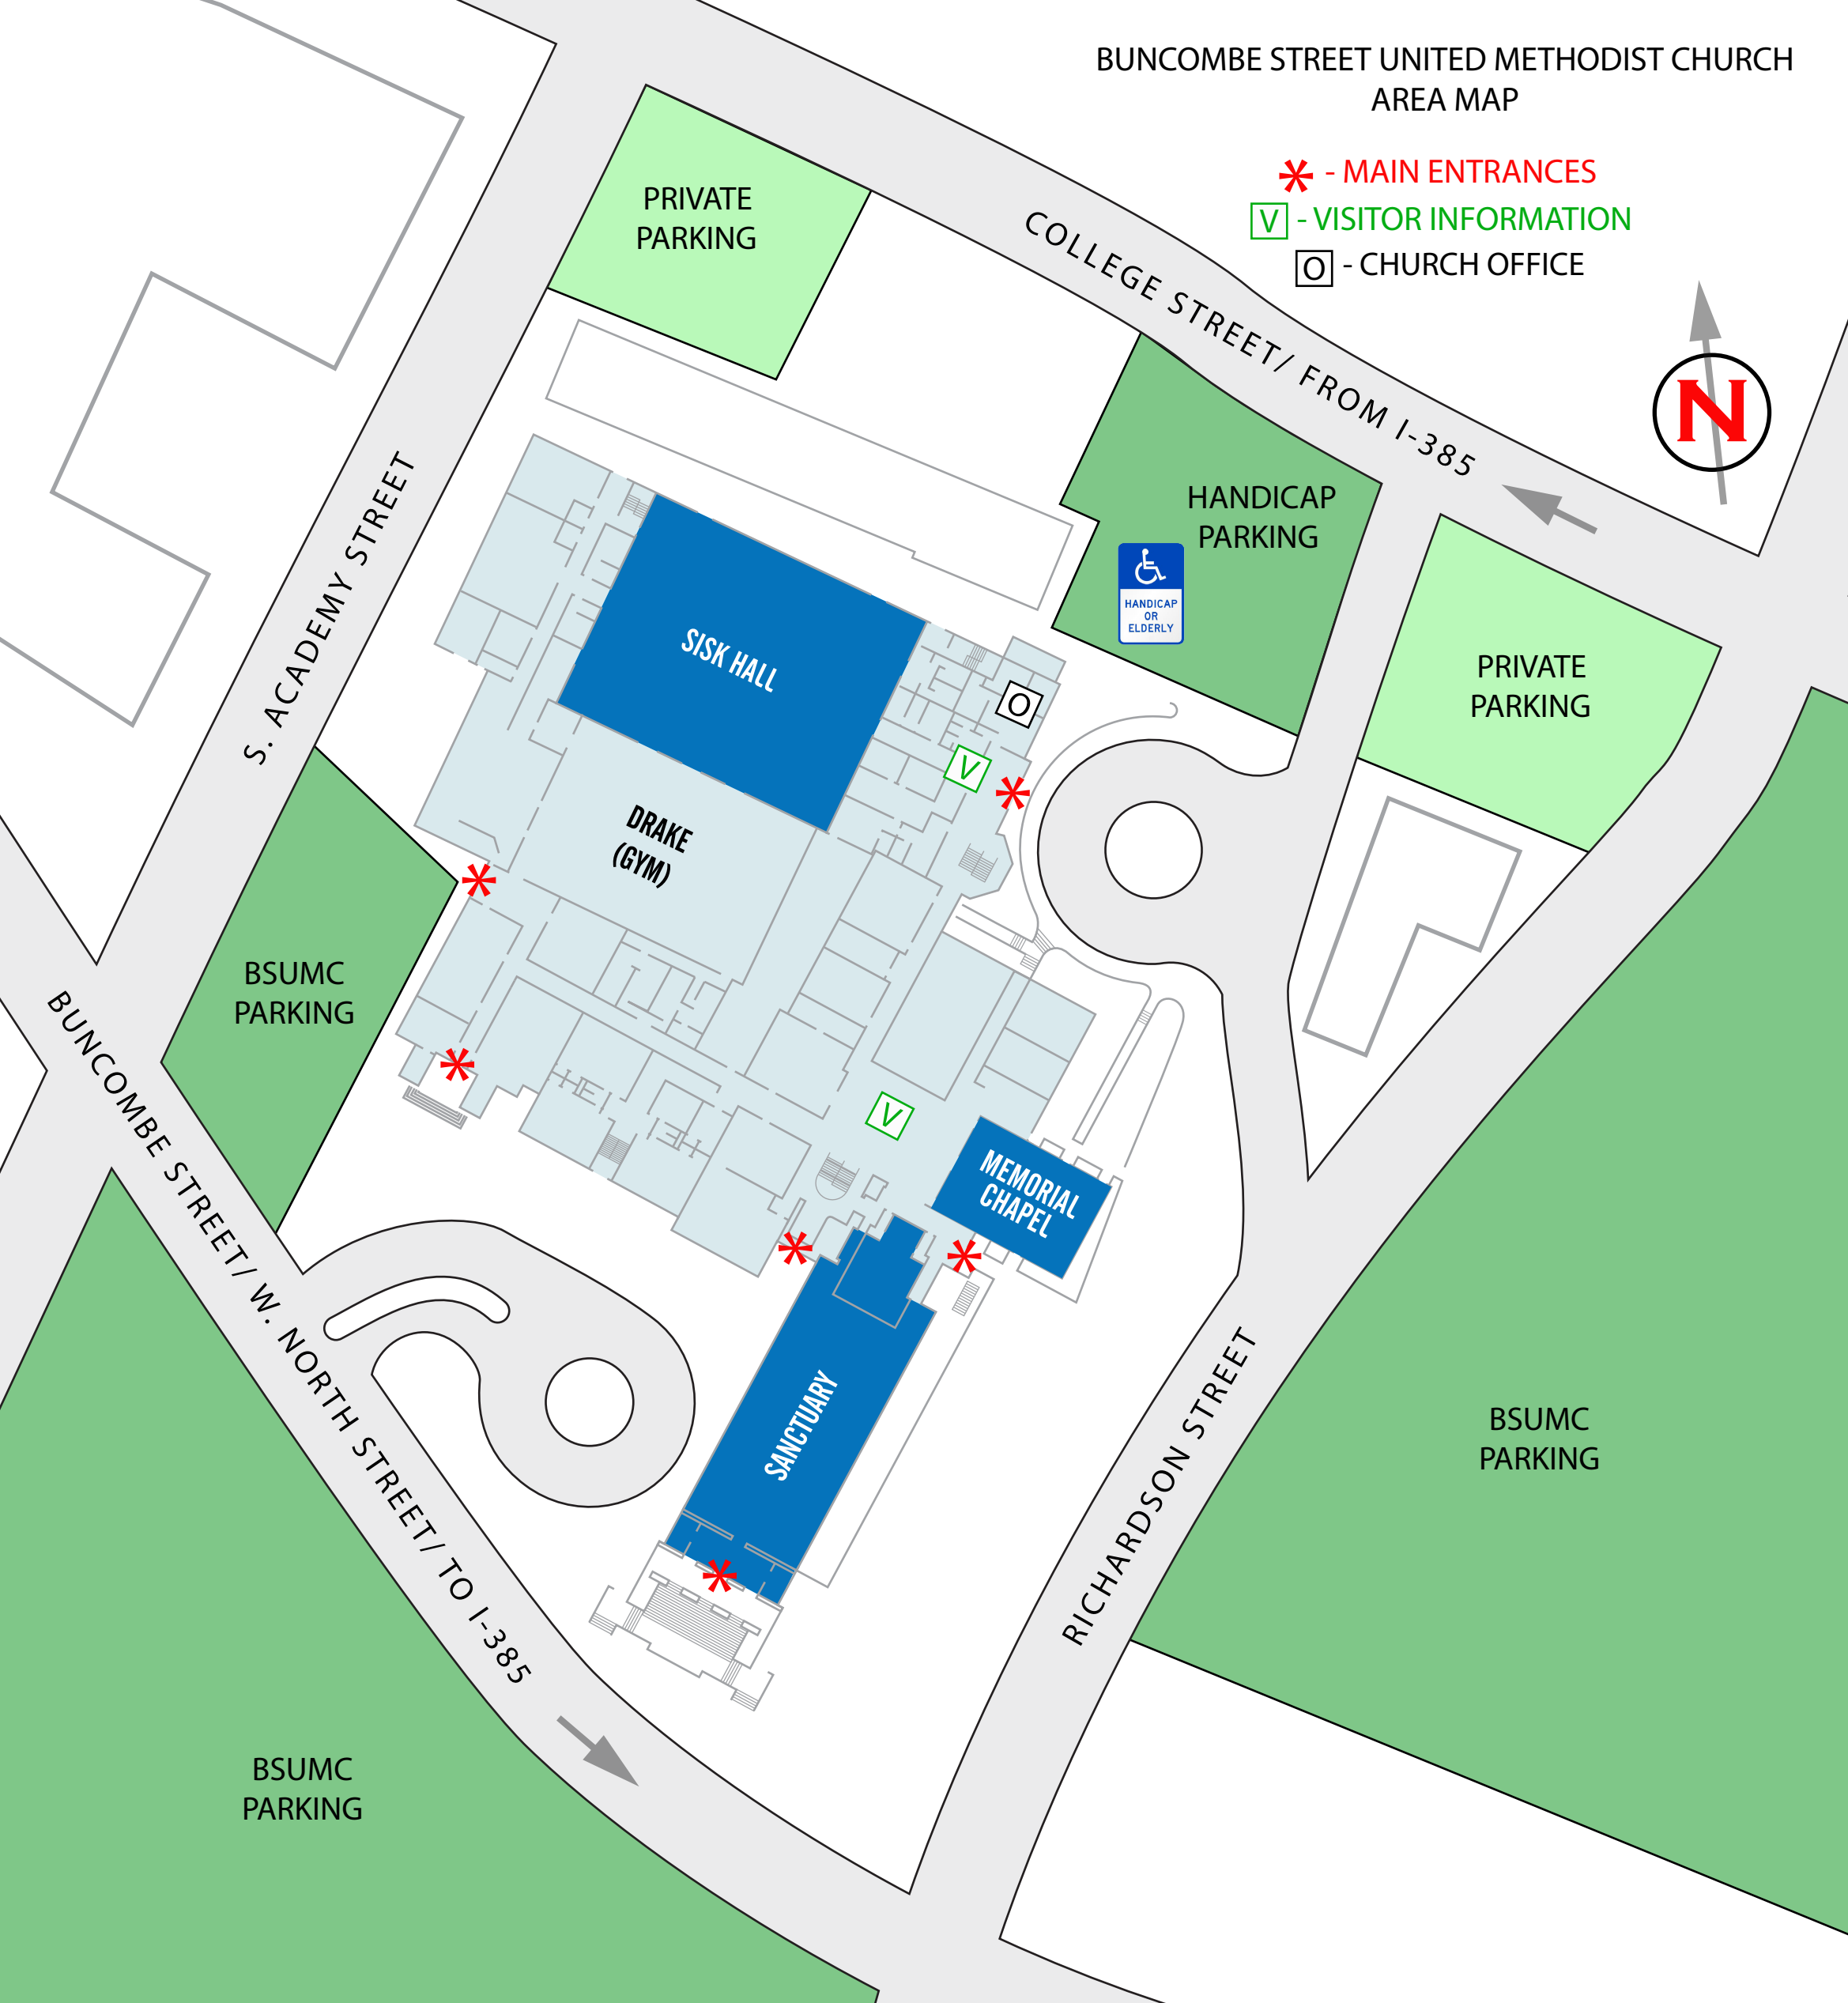 BUNCOMBE STREET UNITED METHODIST CHURCH
AREA MAP
* - MAIN ENTRANCES
V - VISITOR INFORMATION
O - CHURCH OFFICE
N
PRIVATE
PARKING
COLLEGE STREET/ FROM I-385
HANDICAP
PARKING
HANDICAP
OR
ELDERLY
PRIVATE
PARKING
S. ACADEMY STREET
SISK HALL
O
V
*
DRAKE
(GYM)
*
BSUMC
PARKING
*
V
MEMORIAL
CHAPEL
*
*
BUNCOMBE STREET/ W. NORTH STREET/ TO I-385
SANCTUARY
*
RICHARDSON STREET
BSUMC
PARKING
BSUMC
PARKING